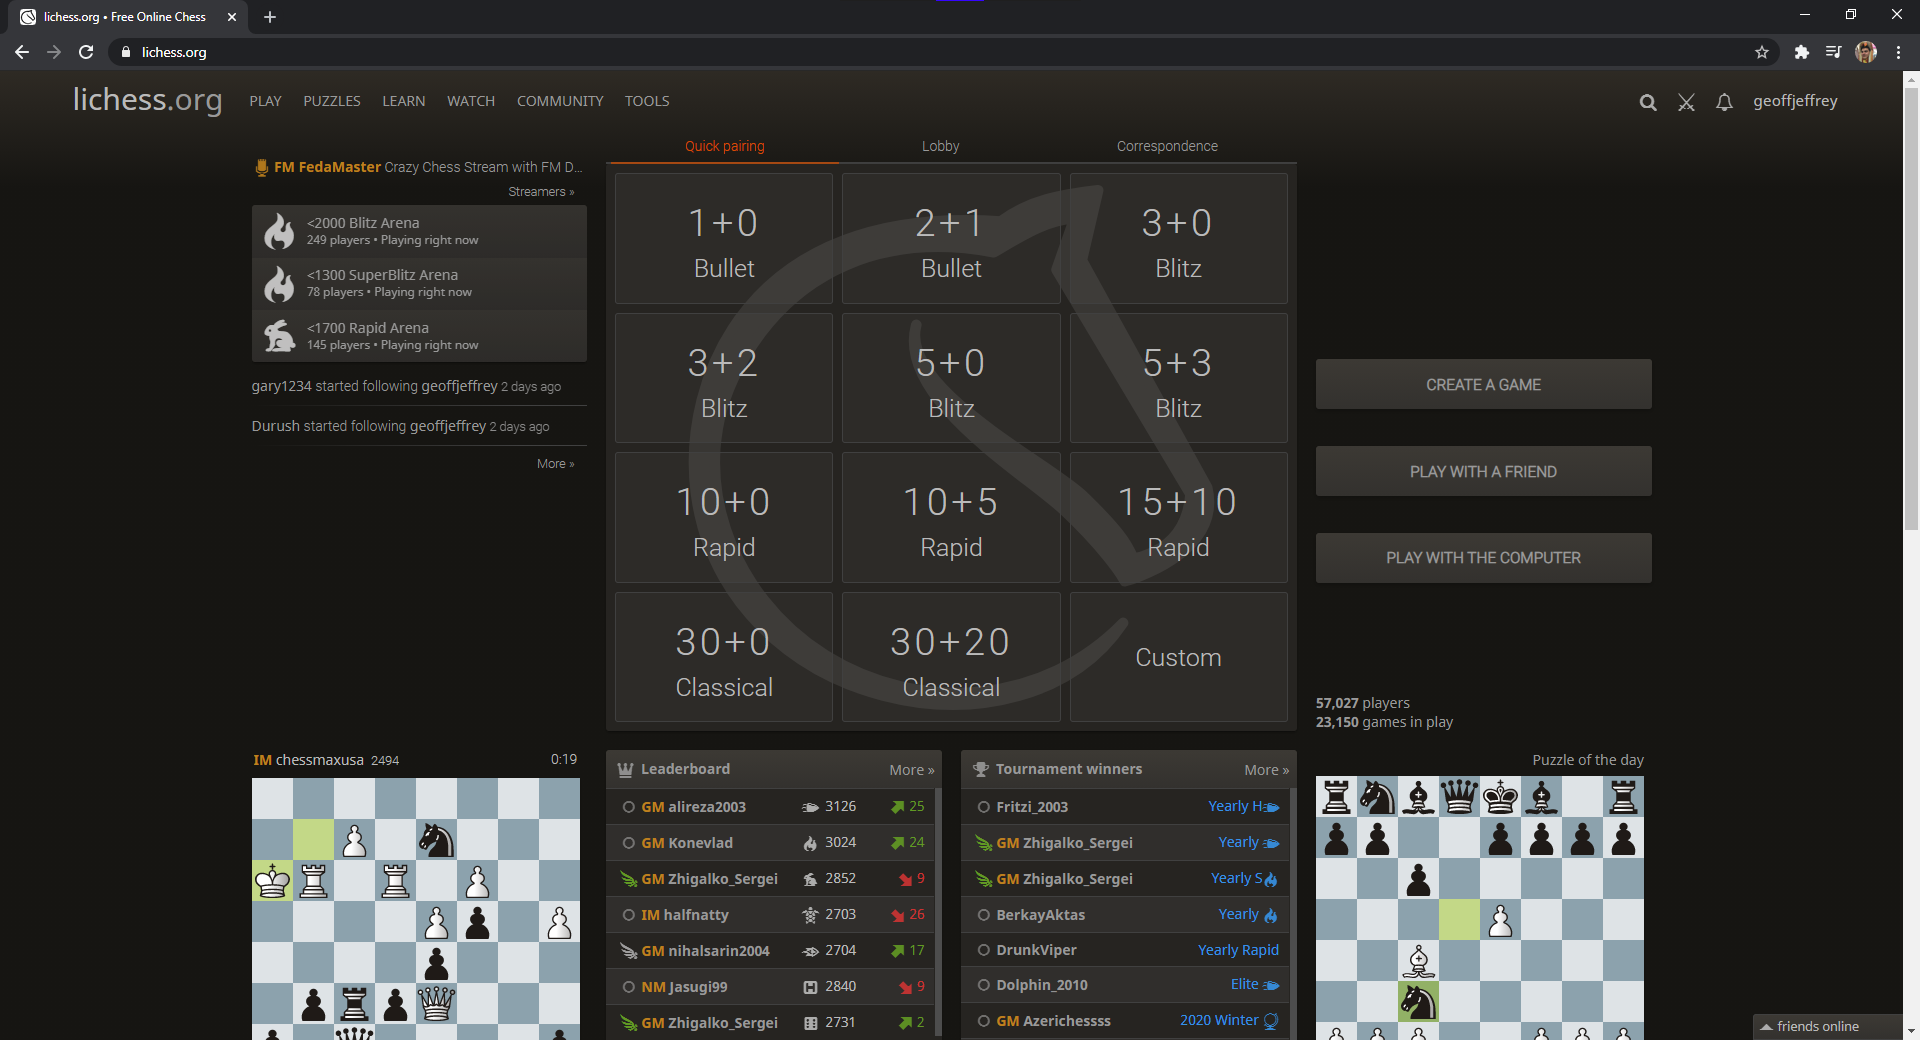 lichess.org • Free Online Chess
lichess.org
lichess.org PLAY PUZZLES LEARN WATCH COMMUNITY TOOLS geoffjeffrey
FM FedaMaster Crazy Chess Stream with FM D...
Streamers »
<2000 Blitz Arena
249 players • Playing right now
<1300 SuperBlitz Arena
78 players • Playing right now
<1700 Rapid Arena
145 players • Playing right now
gary1234 started following geoffjeffrey 2 days ago
Durush started following geoffjeffrey 2 days ago
More »
Quick pairing Lobby Correspondence
1+0 2+1 3+0
Bullet Bullet Blitz
3+2 5+0 5+3
Blitz Blitz Blitz
10+0 10+5 15+10
Rapid Rapid Rapid
30+0 30+20
Classical Classical Custom
CREATE A GAME
PLAY WITH A FRIEND
PLAY WITH THE COMPUTER
57,027 players
23,150 games in play
IM chessmaxusa 2494 0:19
Leaderboard More »
GM alireza2003 3126 25
GM Konevlad 3024 24
GM Zhigalko_Sergei 2852 9
IM halfnatty 2703 26
GM nihalsarin2004 2704 17
NM Jasugi99 2840 9
GM Zhigalko_Sergei 2731 2
Tournament winners More »
Fritzi_2003 Yearly H
GM Zhigalko_Sergei Yearly
GM Zhigalko_Sergei Yearly S
BerkayAktas Yearly
DrunkViper Yearly Rapid
Dolphin_2010 Elite
GM Azerichessss 2020 Winter
Puzzle of the day
friends online